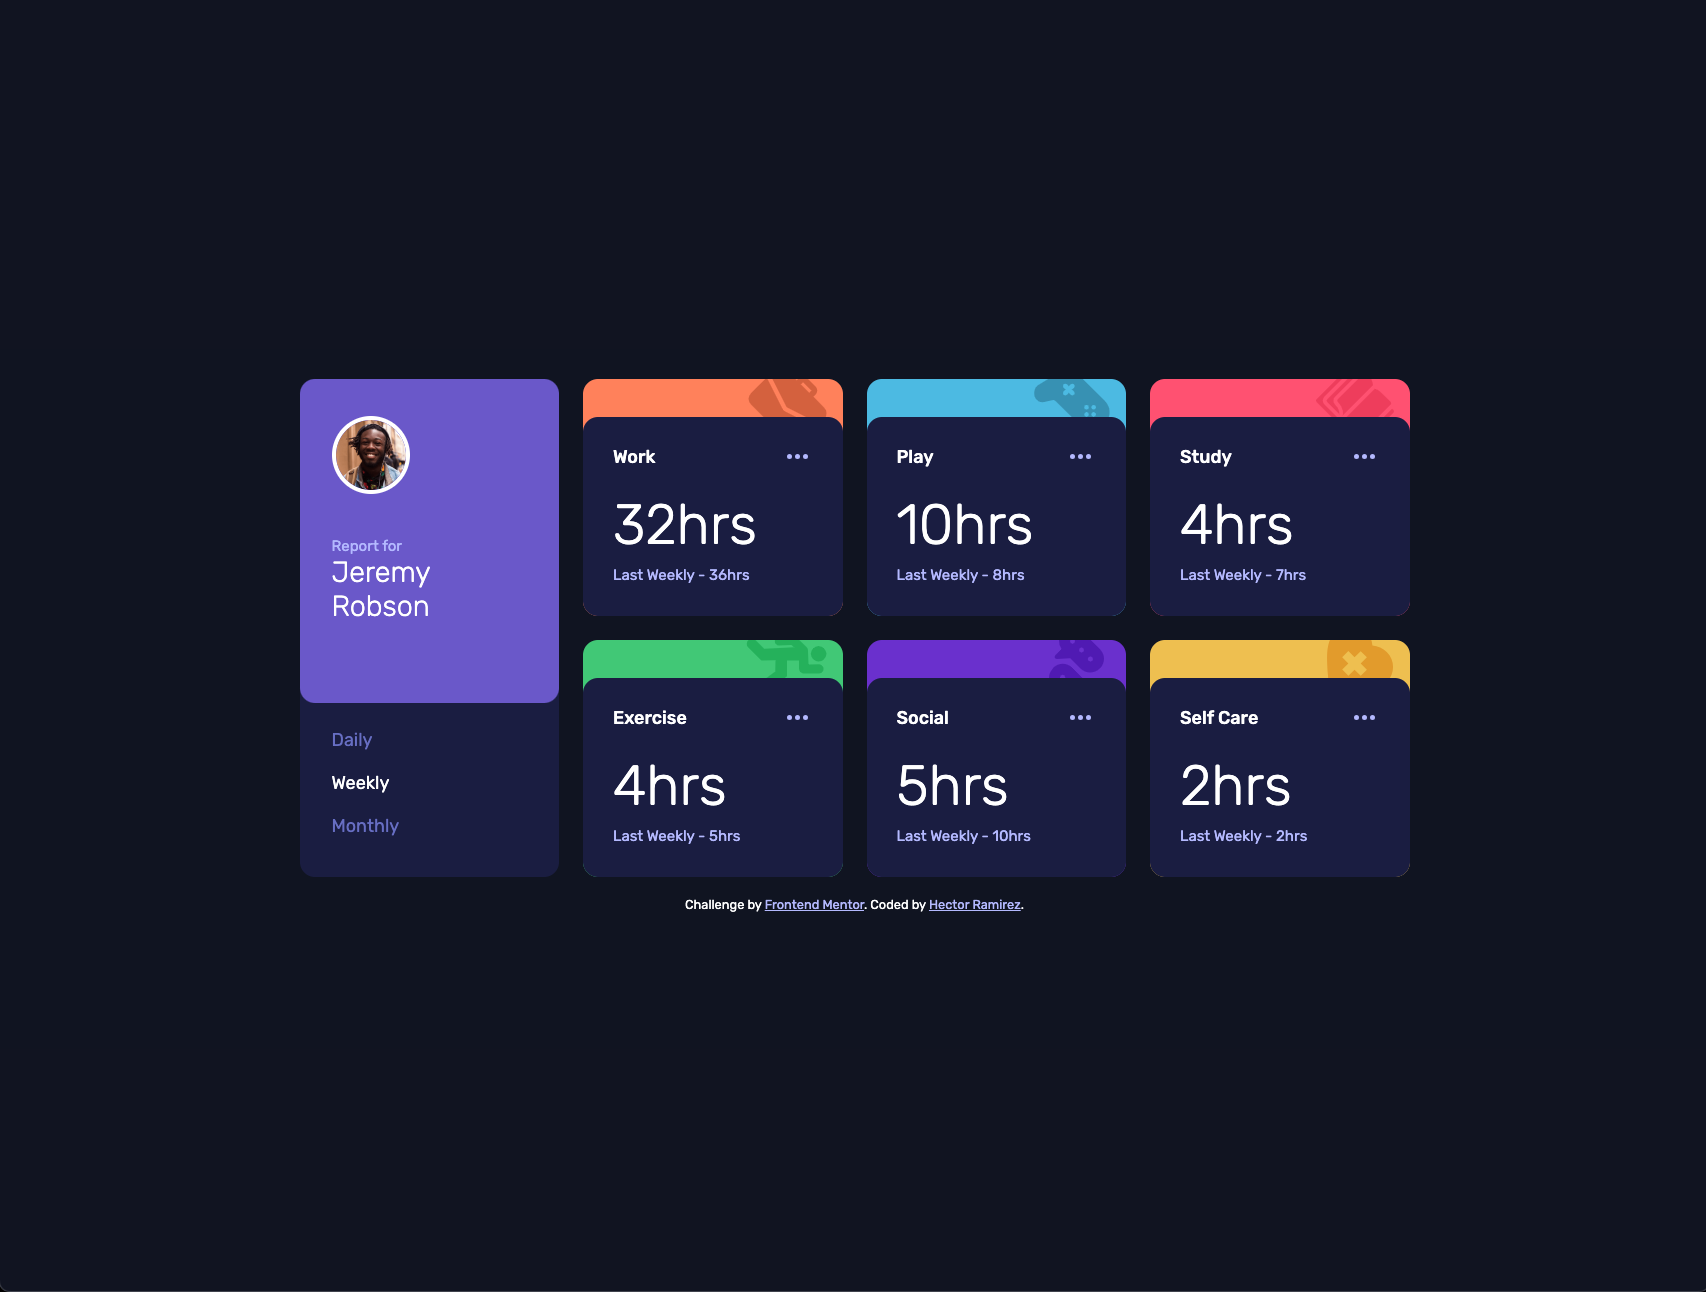 Report for
Jeremy
Robson
Daily
Weekly
Monthly
Work
32hrs
Last Weekly - 36hrs
Play
10hrs
Last Weekly - 8hrs
Study
4hrs
Last Weekly - 7hrs
Exercise
4hrs
Last Weekly - 5hrs
Social
5hrs
Last Weekly - 10hrs
Self Care
2hrs
Last Weekly - 2hrs
Challenge by Frontend Mentor. Coded by Hector Ramirez.